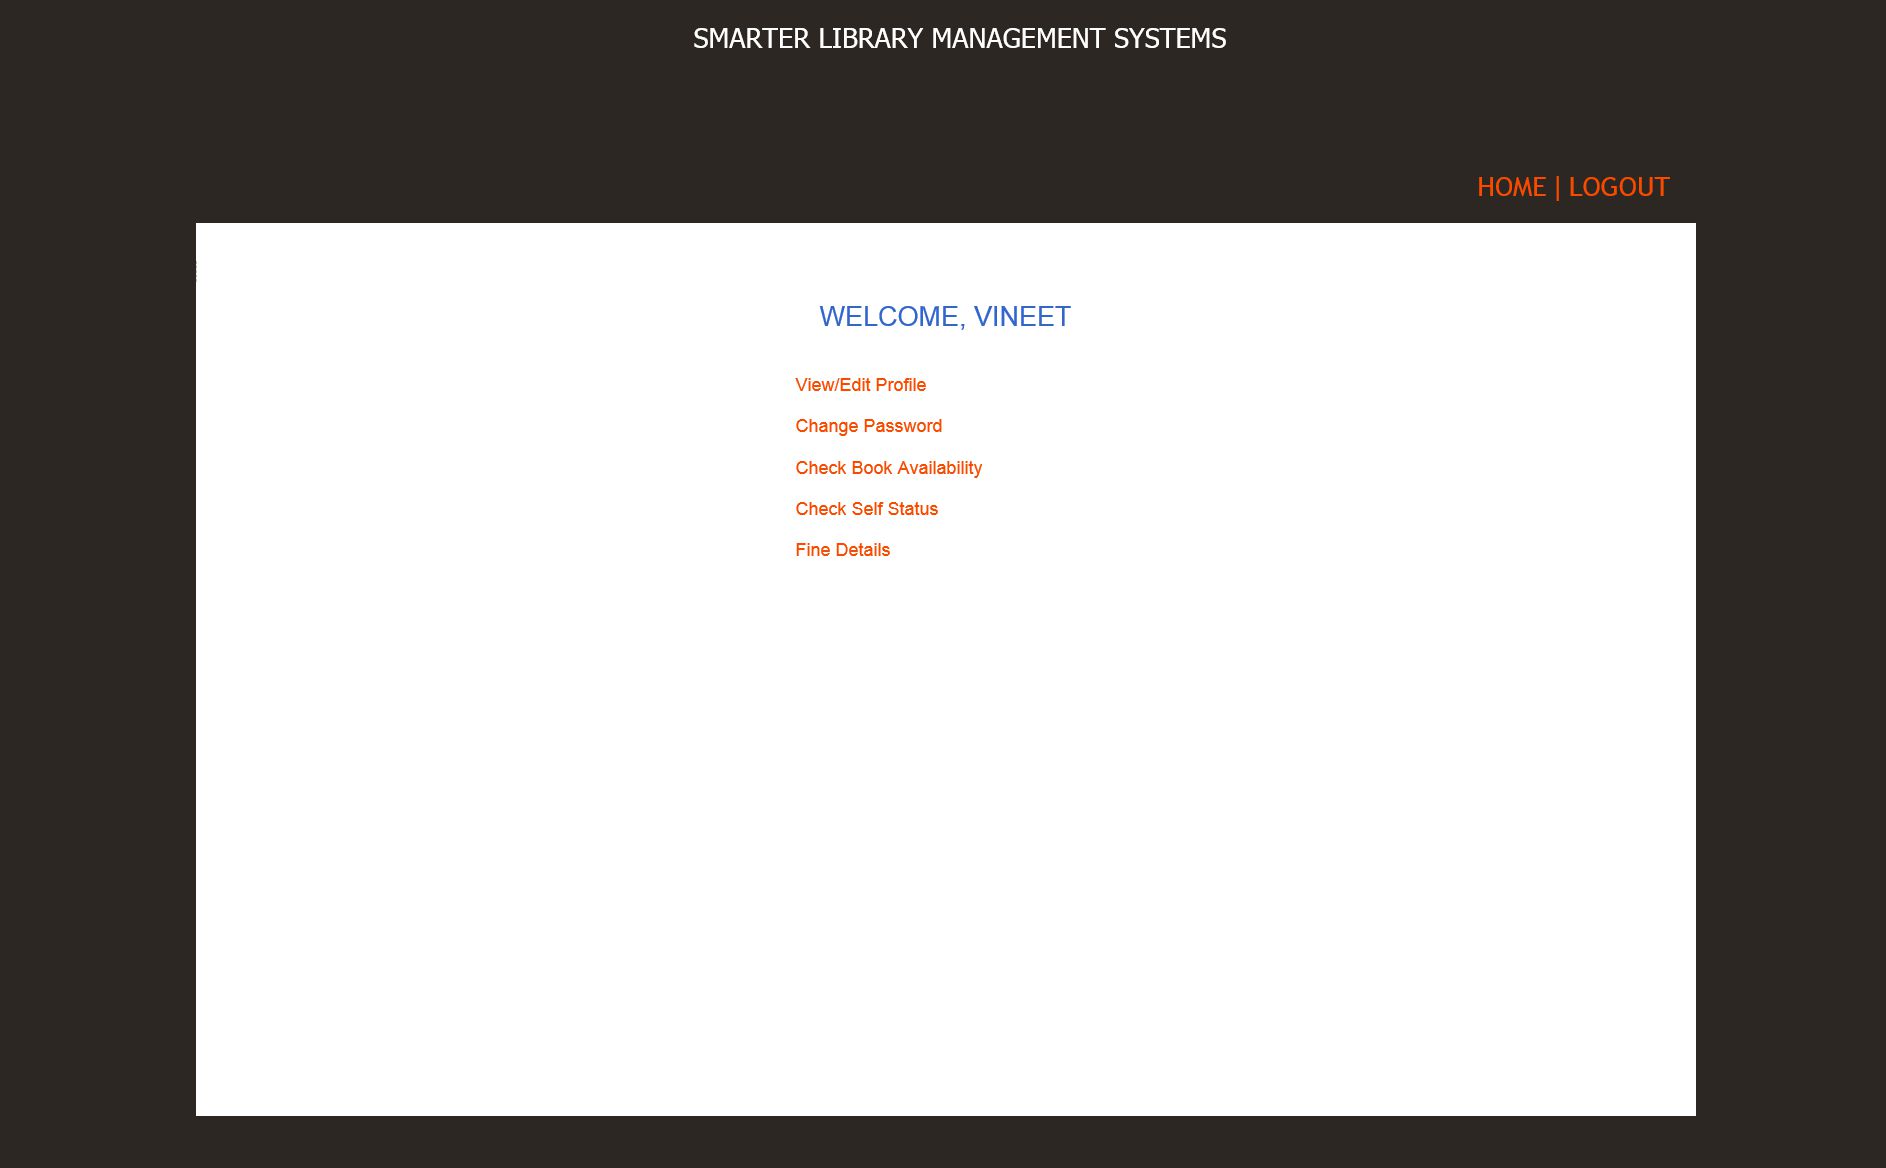 SMARTER LIBRARY MANAGEMENT SYSTEMS
HOME | LOGOUT
WELCOME, VINEET
View/Edit Profile
Change Password
Check Book Availability
Check Self Status
Fine Details